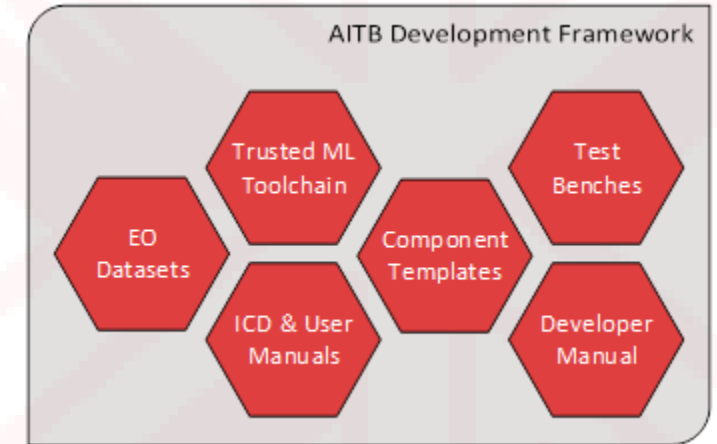 AITB Development Framework
Trusted ML
Toolchain
Test
Benches
EO
Datasets
Component
Templates
ICD & User
Manuals
Developer
Manual